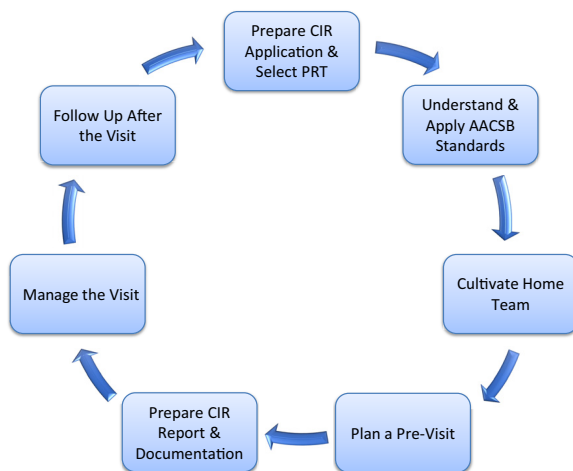 Prepare CIR
Application &
Select PRT
Understand &
Apply AACSB
Standards
Cultivate Home
Team
Plan a Pre-Visit
Prepare CIR
Report &
Documentation
Manage the Visit
Follow Up After
the Visit